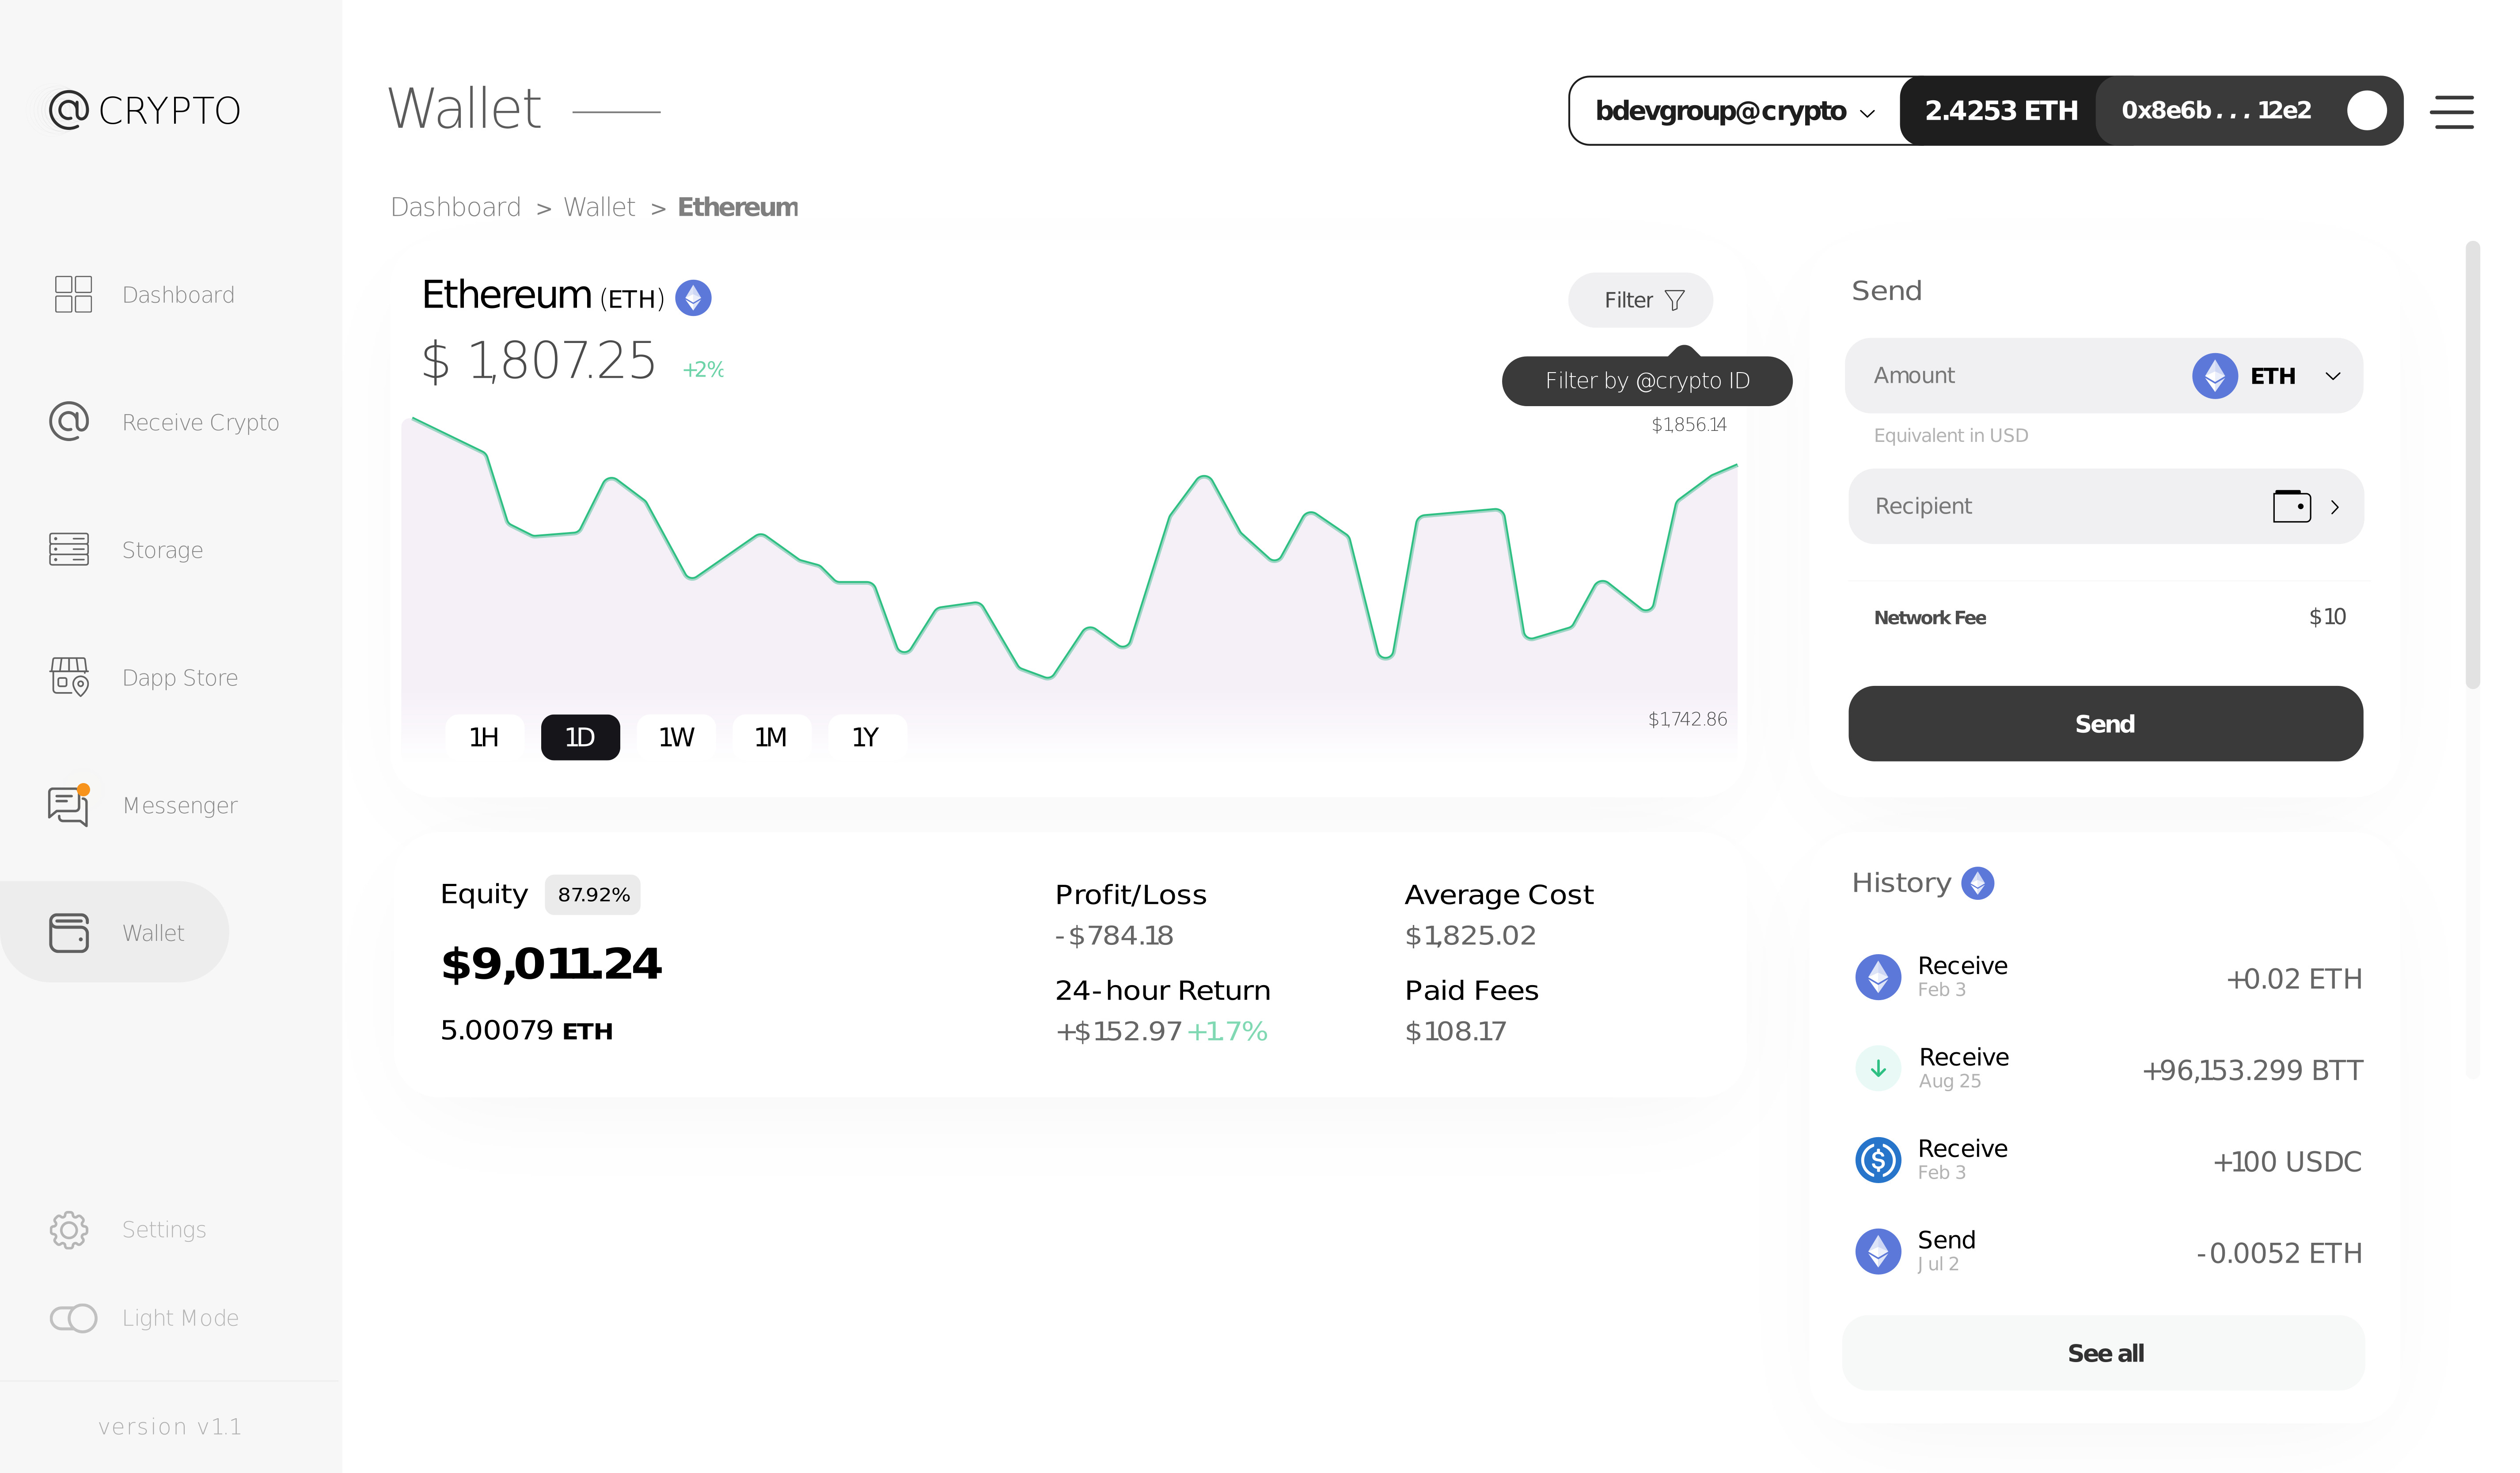 @CRYPTO
Dashboard
Receive Crypto
Storage
Dapp Store
Messenger
Wallet
Settings
Light Mode
version v1.1
Wallet
bdevgroup@crypto
2.4253 ETH
0x8e6b...12e2
Dashboard > Wallet > Ethereum
Ethereum (ETH)
$ 1,807.25 +2%
Filter
Filter by @crypto ID
$1,856.14
$1,742.86
1H 1D 1W 1M 1Y
Send
Amount ETH
Equivalent in USD
Recipient
Network Fee $10
Send
Equity 87.92%
$9,011.24
5.00079 ETH
Profit/Loss
-$784.18
24-hour Return
+$152.97 +1.7%
Average Cost
$1,825.02
Paid Fees
$108.17
History
Receive
Feb 3
+0.02 ETH
Receive
Aug 25
+96,153.299 BTT
Receive
Feb 3
+100 USDC
Send
Jul 2
-0.0052 ETH
See all